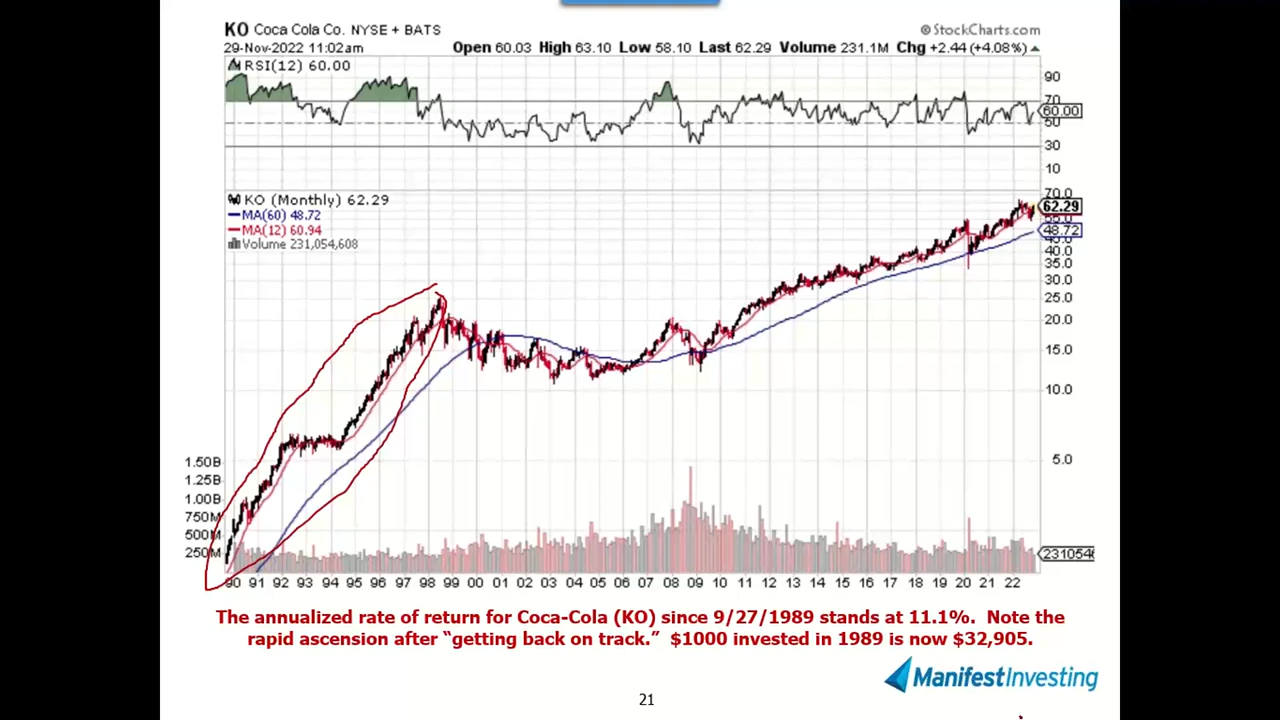 KO Coca Cola Co. NYSE + BATS
© StockCharts.com
29-Nov-2022 11:02am
Open 60.03 High 63.10 Low 58.10 Last 62.29 Volume 231.1M Chg +2.44 (+4.08%)
RSI(12) 60.00
90
70
60.00
50
30
10
KO (Monthly) 62.29
MA(60) 48.72
MA(12) 60.94
Volume 231,054,608
70.0
62.29
55.0
48.72
45.0
40.0
35.0
30.0
25.0
20.0
15.0
10.0
5.0
1.50B
1.25B
1.00B
750M
500M
250M
2310546
90 91 92 93 94 95 96 97 98 99 00 01 02 03 04 05 06 07 08 09 10 11 12 13 14 15 16 17 18 19 20 21 22
The annualized rate of return for Coca-Cola (KO) since 9/27/1989 stands at 11.1%. Note the
rapid ascension after “getting back on track.” $1000 invested in 1989 is now $32,905.
ManifestInvesting
21